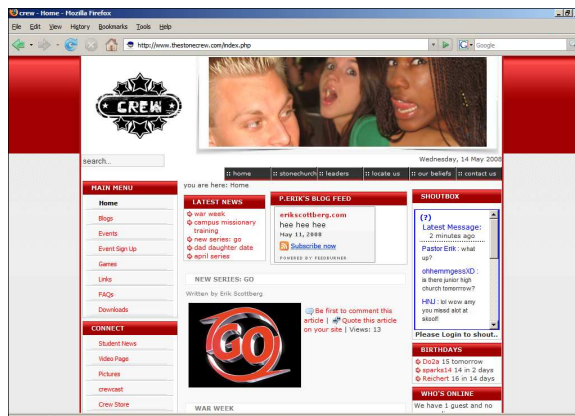 crew - Home - Mozilla Firefox
File Edit View History Bookmarks Tools Help
http://www.thestonecrew.com/index.php
Google
CREW
search...
Wednesday, 14 May 2008
:: home :: stonechurch :: leaders :: locate us :: our beliefs :: contact us
you are here: Home
MAIN MENU
Home
Blogs
Events
Event Sign Up
Games
Links
FAQs
Downloads
CONNECT
Student News
Video Page
Pictures
crewcast
Crew Store
LATEST NEWS
war week
campus missionary
training
new series: go
dad daughter date
april series
P.ERIK'S BLOG FEED
erikscottberg.com
hee hee hee
May 11, 2008
Subscribe now
POWERED BY FEEDBURNER
NEW SERIES: GO
Written by Erik Scottberg
GO
Be first to comment this
article | Quote this article
on your site | Views: 13
WAR WEEK
SHOUTBOX
(?)
Latest Message:
2 minutes ago
Pastor Erik : what
up?
ohhemmgessXD :
is there junior high
church tomorrrow?
HNJ : lol wow amy
you missd alot at
skool!
Please Login to shout..
BIRTHDAYS
Do2a 15 tomorrow
sparks14 14 in 2 days
Reichert 16 in 14 days
WHO'S ONLINE
We have 1 guest and no